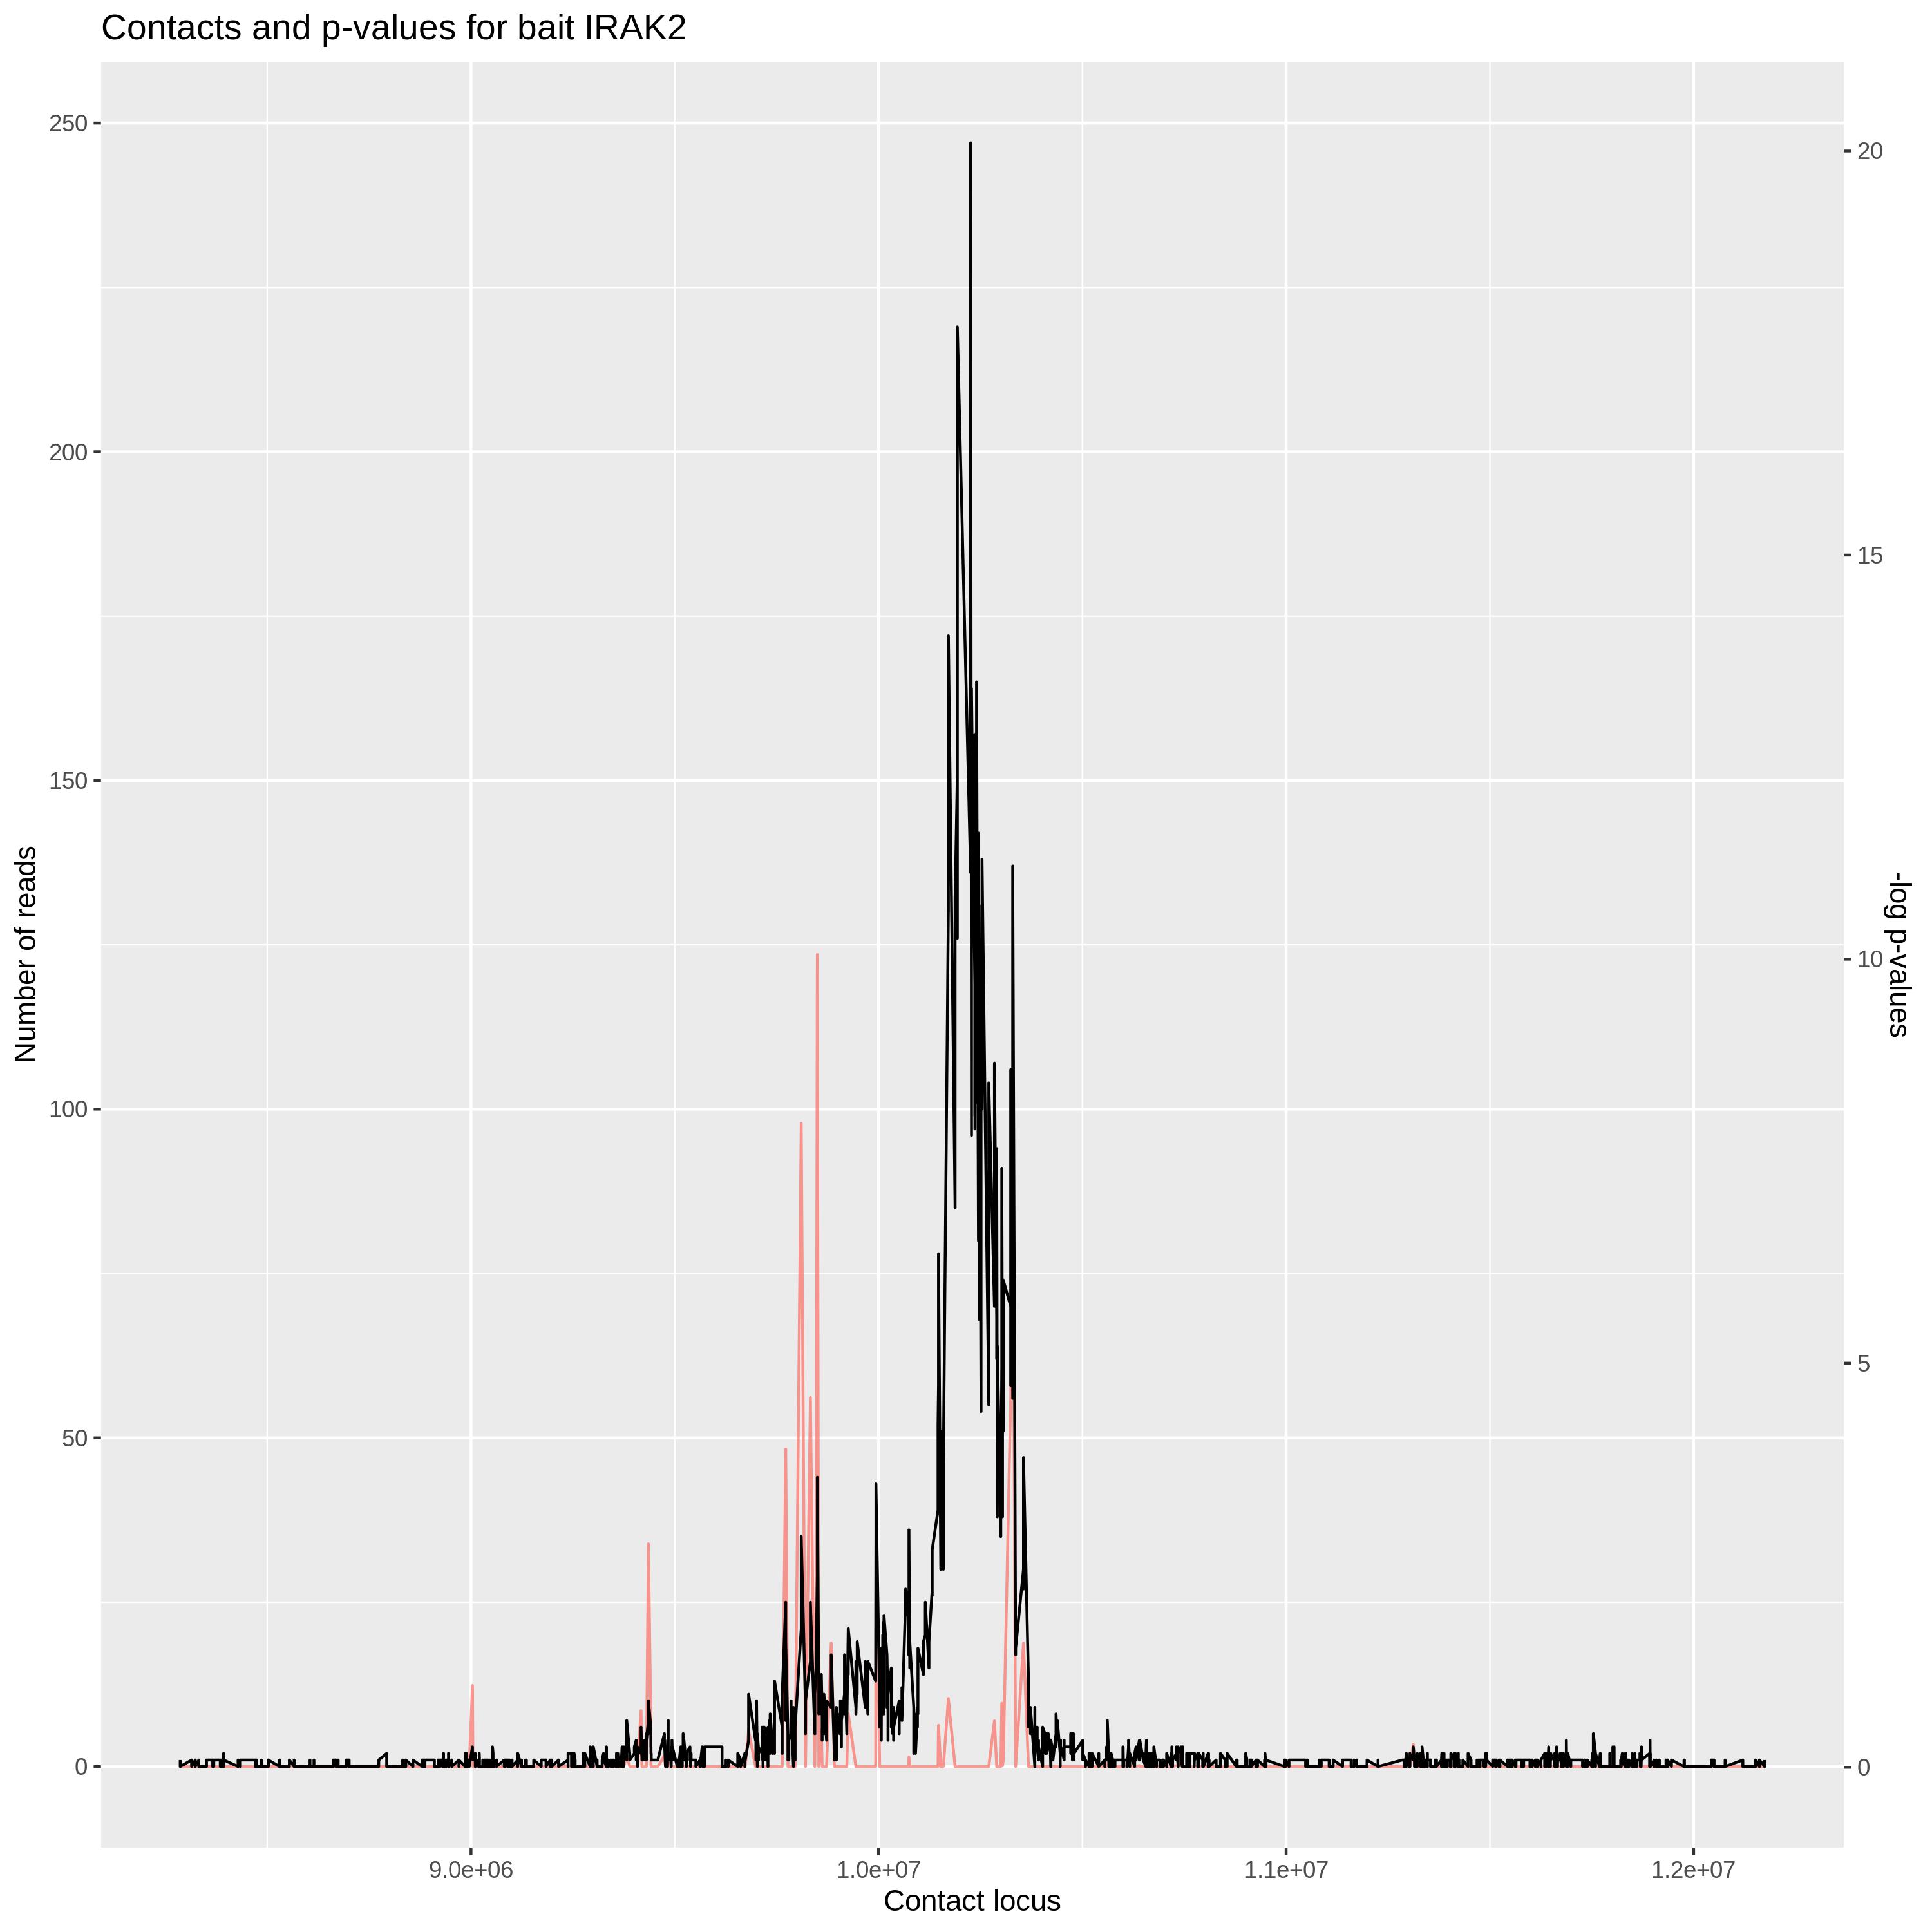 Contacts and p-values for bait IRAK2
250
200
150
100
50
0
Number of reads
20
15
10
5
0
-log p-values
9.0e+06
1.0e+07
1.1e+07
1.2e+07
Contact locus